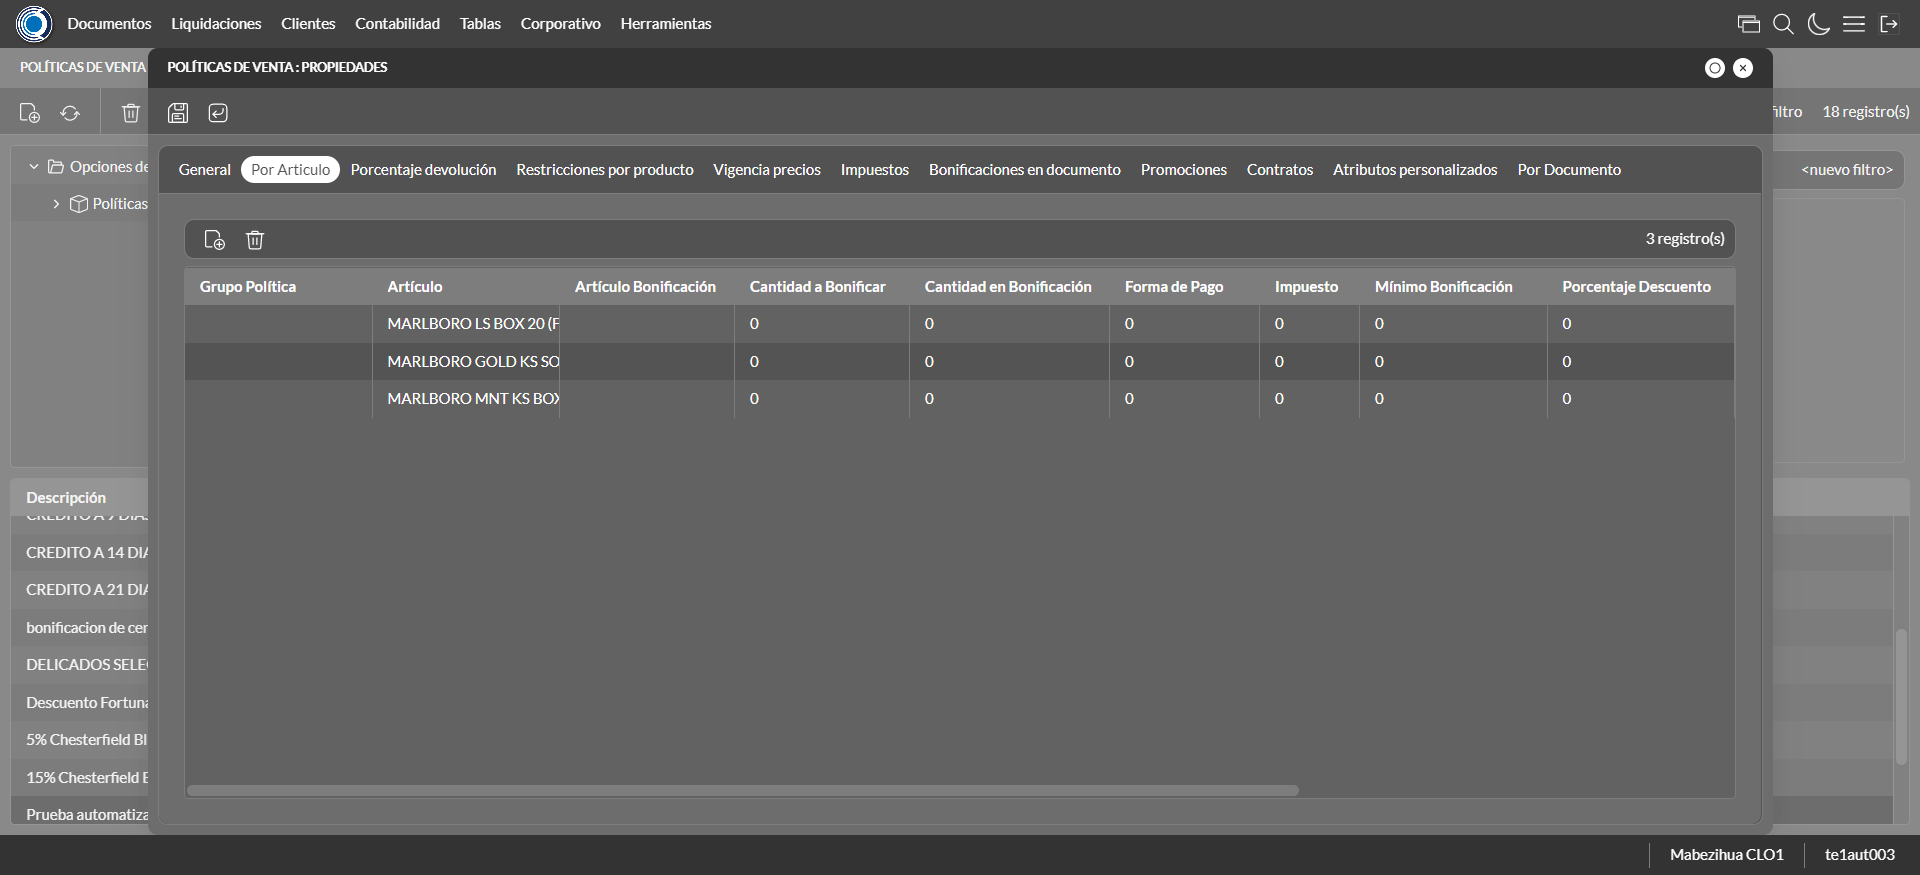 Documentos Liquidaciones Clientes Contabilidad Tablas Corporativo Herramientas
POLÍTICAS DE VENTA
POLÍTICAS DE VENTA : PROPIEDADES
filtro 18 registro(s)
Opciones de
<nuevo filtro>
Políticas
General Por Articulo Porcentaje devolución Restricciones por producto Vigencia precios Impuestos Bonificaciones en documento Promociones Contratos Atributos personalizados Por Documento
3 registro(s)
Grupo Política Artículo Artículo Bonificación Cantidad a Bonificar Cantidad en Bonificación Forma de Pago Impuesto Mínimo Bonificación Porcentaje Descuento
MARLBORO LS BOX 20 (F 0 0 0 0 0 0
MARLBORO GOLD KS SO 0 0 0 0 0 0
MARLBORO MNT KS BOX 0 0 0 0 0 0
Descripción
CREDITO A 9 DIAS
CREDITO A 14 DIA
CREDITO A 21 DIA
bonificacion de cer
DELICADOS SELE
Descuento Fortuna
5% Chesterfield Bl
15% Chesterfield
Prueba automatiza
Mabezihua CLO1 te1aut003